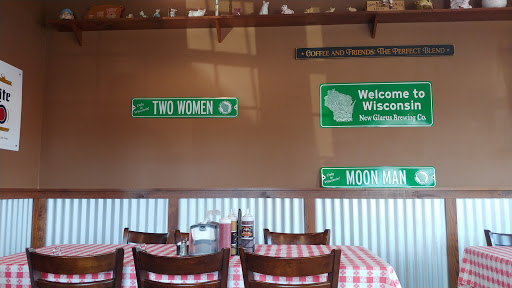 COFFEE AND FRIENDS: THE PERFECT BLEND
Welcome to
Wisconsin
New Glarus Brewing Co.
TWO WOMEN
MOON MAN